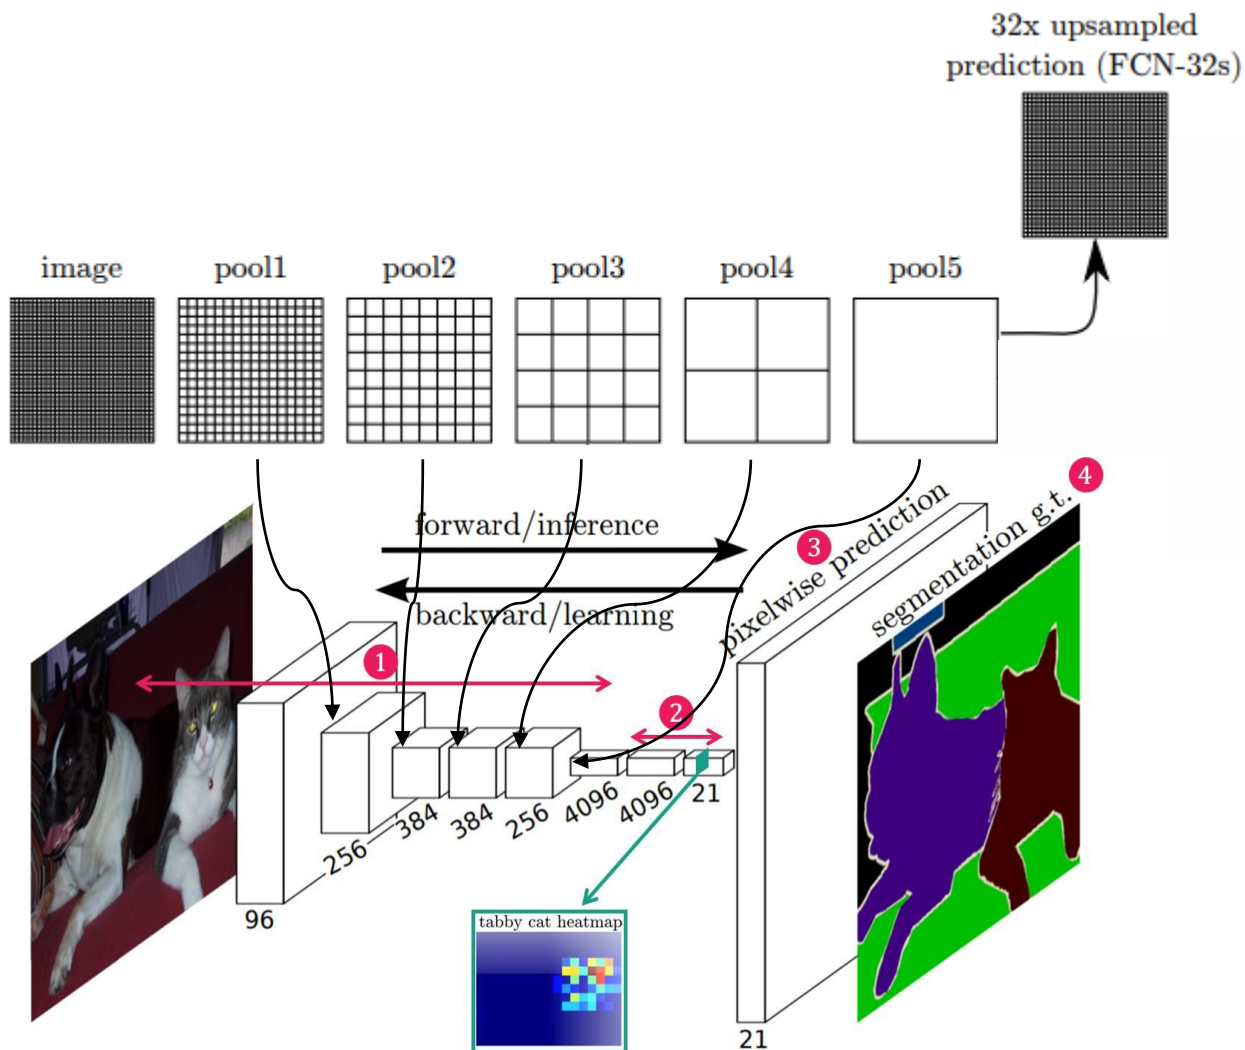 32x upsampled
prediction (FCN-32s)
image
pool1
pool2
pool3
pool4
pool5
4
forward/inference
3
pixelwise prediction
segmentation g.t.
backward/learning
1
2
96
256
384
384
256
4096
4096
21
tabby cat heatmap
21